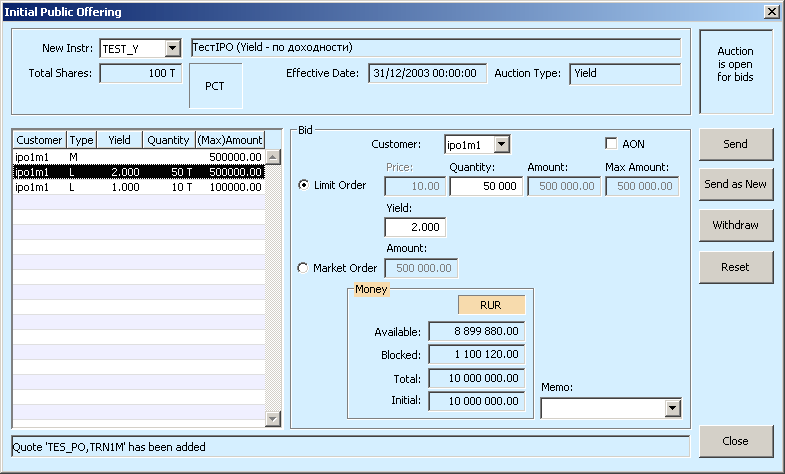 Initial Public Offering
New Instr: TEST_Y ТестIPO (Yield - по доходности)
Total Shares: 100 T PCT Effective Date: 31/12/2003 00:00:00 Auction Type: Yield
Auction
is open
for bids
Customer Type Yield Quantity (Max)Amount
ipo1m1 M 500000.00
ipo1m1 L 2.000 50 T 500000.00
ipo1m1 L 1.000 10 T 100000.00
Bid
Customer: ipo1m1 AON
Price: Quantity: Amount: Max Amount:
Limit Order 10.00 50 000 500 000.00 500 000.00
Yield:
2.000
Amount:
Market Order 500 000.00
Money
RUR
Available: 8 899 880.00
Blocked: 1 100 120.00
Total: 10 000 000.00
Initial: 10 000 000.00
Memo:
Send
Send as New
Withdraw
Reset
Close
Quote 'TES_PO,TRN1M' has been added